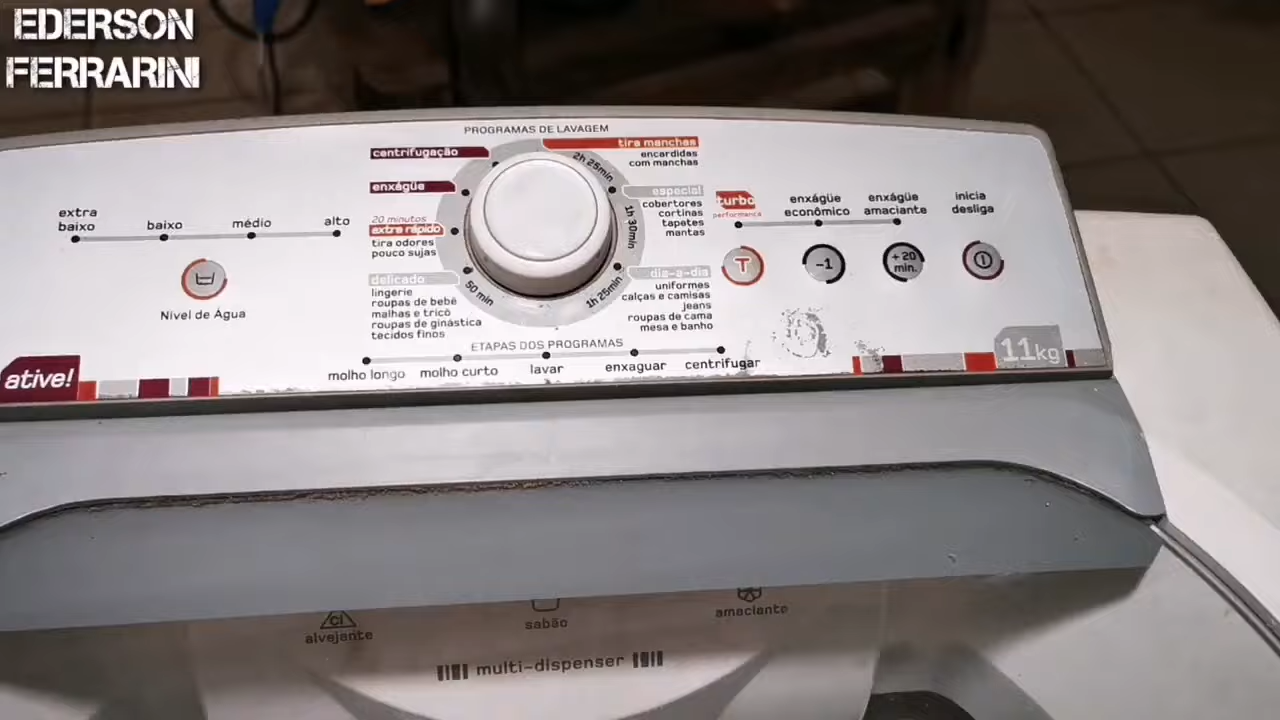 EDERSON
FERRARINI
PROGRAMAS DE LAVAGEM
centrifugação
enxágüe
20 minutos
extra rápido
tira odores
pouco sujas
delicado
lingerie
roupas de bebê
malhas e tricô
roupas de ginástica
tecidos finos
tira manchas
encardidas
com manchas
2h 25min
especial
cobertores
cortinas
tapetes
mantas
1h 30min
dia-a-dia
uniformes
calças e camisas
jeans
roupas de cama
mesa e banho
1h 25min
50 min
extra
baixo
baixo
médio
alto
Nível de Água
turbo
performance
enxágüe
econômico
enxágüe
amaciante
inicia
desliga
T
-1
+20
min.
ETAPAS DOS PROGRAMAS
molho longo
molho curto
lavar
enxaguar
centrifugar
ative!
11kg
Cl
alvejante
sabão
amaciante
multi-dispenser